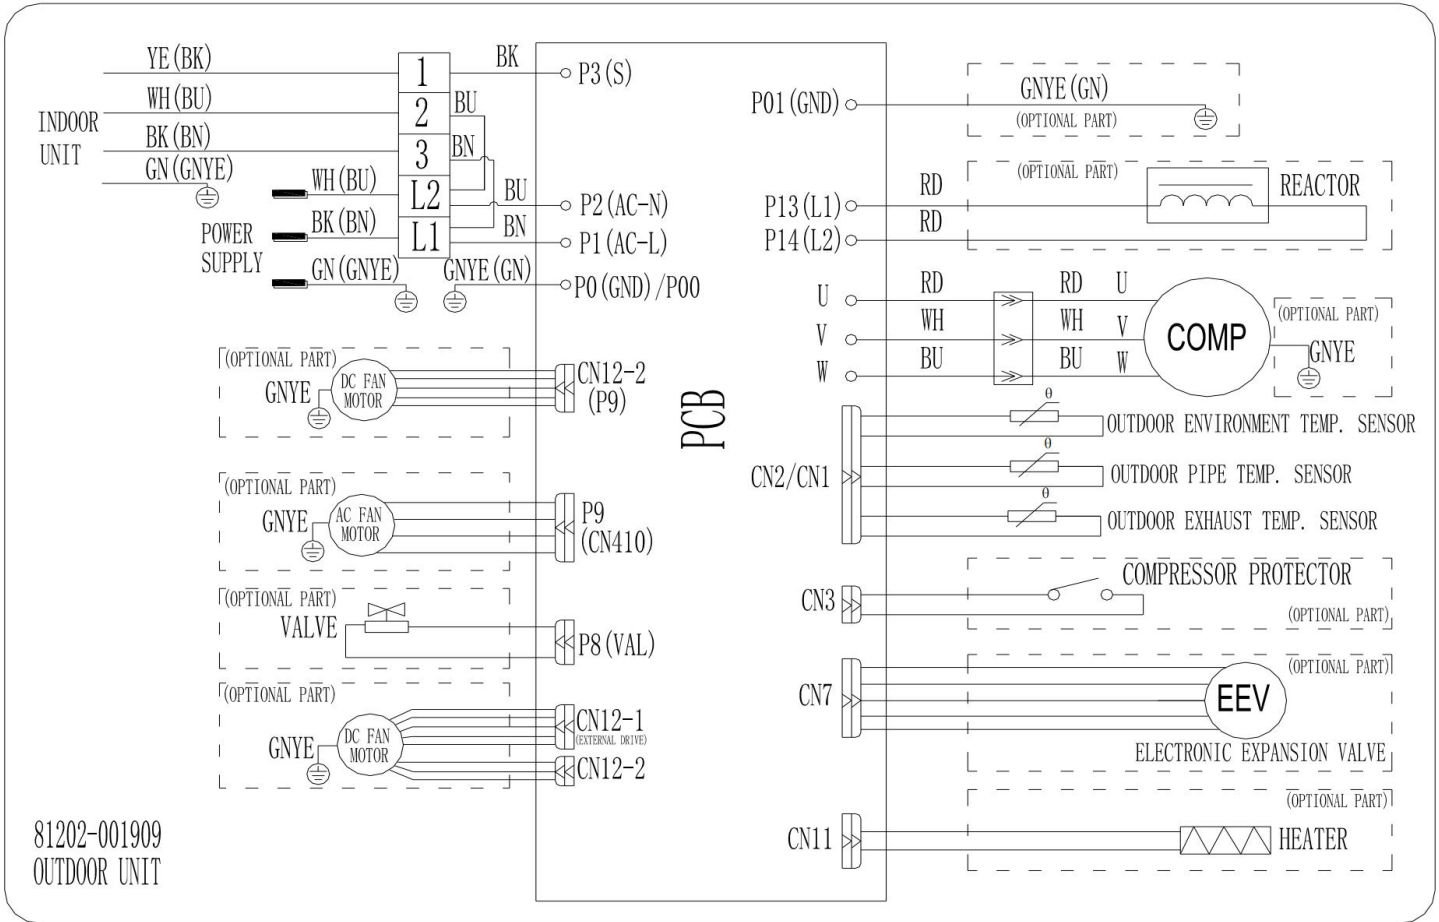 YE(BK)
1
BK
P3(S)
WH(BU)
2
BU
INDOOR
UNIT
BK(BN)
3
BN
GN(GNYE)
WH(BU)
L2
BU
P2(AC-N)
POWER
SUPPLY
BK(BN)
L1
BN
P1(AC-L)
GN(GNYE)
GNYE(GN)
P0(GND)/P00
(OPTIONAL PART)
GNYE
DC FAN
MOTOR
CN12-2
(P9)
(OPTIONAL PART)
GNYE
AC FAN
MOTOR
P9
(CN410)
(OPTIONAL PART)
VALVE
P8(VAL)
(OPTIONAL PART)
GNYE
DC FAN
MOTOR
CN12-1
(EXTERNAL DRIVE)
CN12-2
81202-001909
OUTDOOR UNIT
PCB
P01(GND)
GNYE(GN)
(OPTIONAL PART)
(OPTIONAL PART)
P13(L1)
RD
REACTOR
P14(L2)
RD
U
RD
RD
U
V
WH
WH
V
W
BU
BU
W
COMP
(OPTIONAL PART)
GNYE
CN2/CN1
θ
OUTDOOR ENVIRONMENT TEMP. SENSOR
θ
OUTDOOR PIPE TEMP. SENSOR
θ
OUTDOOR EXHAUST TEMP. SENSOR
CN3
COMPRESSOR PROTECTOR
(OPTIONAL PART)
CN7
(OPTIONAL PART)
EEV
ELECTRONIC EXPANSION VALVE
(OPTIONAL PART)
CN11
HEATER